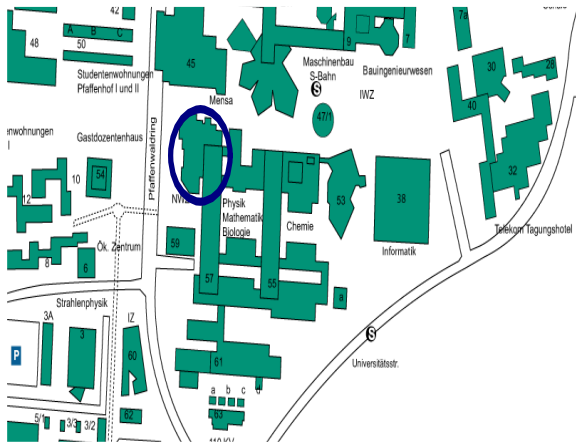 42
7a
48
A B C
50
45
9
7
Studentenwohnungen
Pfaffenhof I und II
Mensa
Maschinenbau
S-Bahn
S
Bauingenieurwesen
IWZ
30
28
40
47/1
Gastdozentenhaus
Pfaffenwaldring
54
10
12
32
53
38
Physik
Mathematik
Biologie
Chemie
Informatik
Telekom Tagungshotel
Ök. Zentrum
59
8
6
57
55
a
Strahlenphysik
3A
3
IZ
60
P
S
Universitätsstr.
61
a b c d
63
62
5/1
3/3
3/2